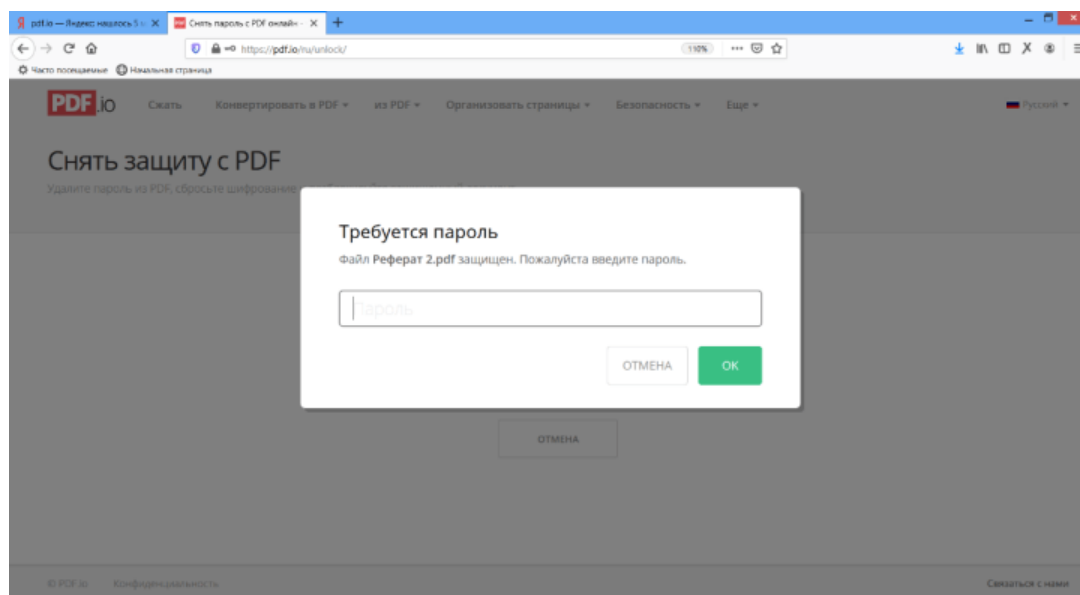 pdf.io — Яндекс: нашлось 5
Снять пароль с PDF онлайн -
https://pdf.io/ru/unlock/
110%
Часто посещаемые
Начальная страница
PDF.io
Сжать
Конвертировать в PDF
из PDF
Организовать страницы
Безопасность
Еще
Русский
Снять защиту с PDF
Удалите пароль из PDF, сбросьте шифрование
Требуется пароль
Файл Реферат 2.pdf защищен. Пожалуйста введите пароль.
Пароль
ОТМЕНА
ОК
ОТМЕНА
© PDF.io
Конфиденциальность
Связаться с нами